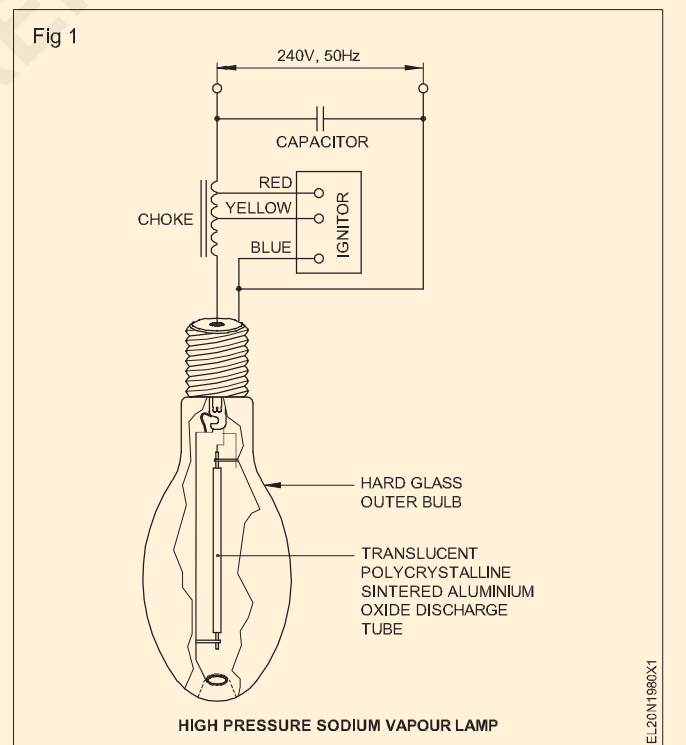 Fig 1
240V, 50Hz
CAPACITOR
RED
YELLOW
BLUE
IGNITOR
CHOKE
HARD GLASS
OUTER BULB
TRANSLUCENT
POLYCRYSTALLINE
SINTERED ALUMINIUM
OXIDE DISCHARGE
TUBE
HIGH PRESSURE SODIUM VAPOUR LAMP
EL20N1980X1